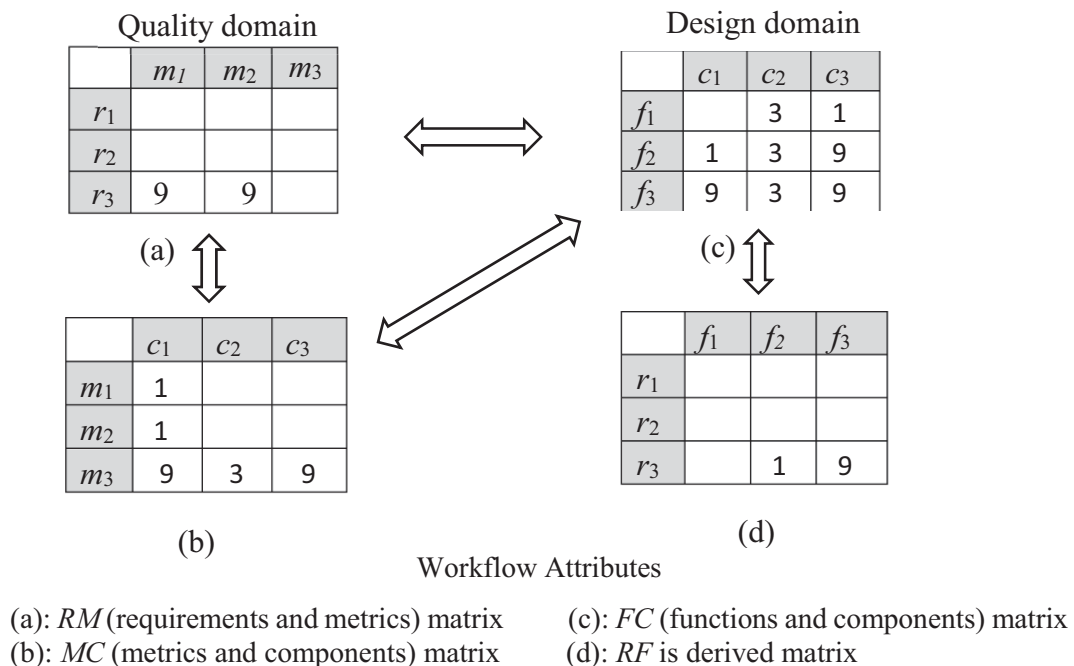 Quality domain
m1 m2 m3
r1
r2
r3 9 9
(a)
c1 c2 c3
m1 1
m2 1
m3 9 3 9
(b)
Design domain
c1 c2 c3
f1 3 1
f2 1 3 9
f3 9 3 9
(c)
f1 f2 f3
r1
r2
r3 1 9
(d)
Workflow Attributes
(a): RM (requirements and metrics) matrix
(b): MC (metrics and components) matrix
(c): FC (functions and components) matrix
(d): RF is derived matrix